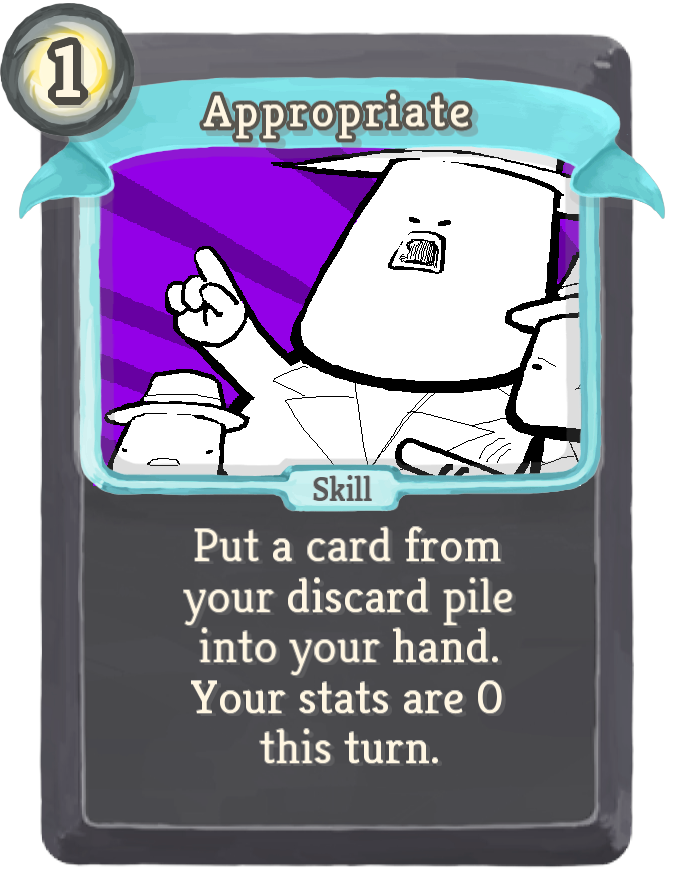 1
Appropriate
Skill
Put a card from
your discard pile
into your hand.
Your stats are 0
this turn.